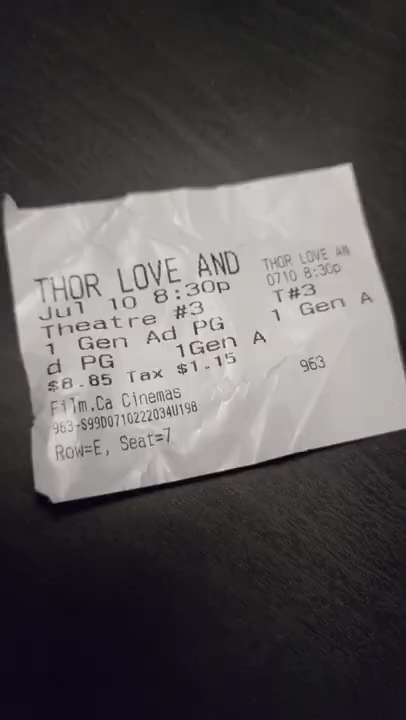 THOR LOVE AND
Jul 10 8:30p
Theatre #3
1 Gen Ad PG
d PG 1Gen A
$8.85 Tax $1.15
Film.Ca Cinemas
963-S99D0710222034U198
Row=E, Seat=7
THOR LOVE AN
0710 8:30p
T#3
1 Gen A
963